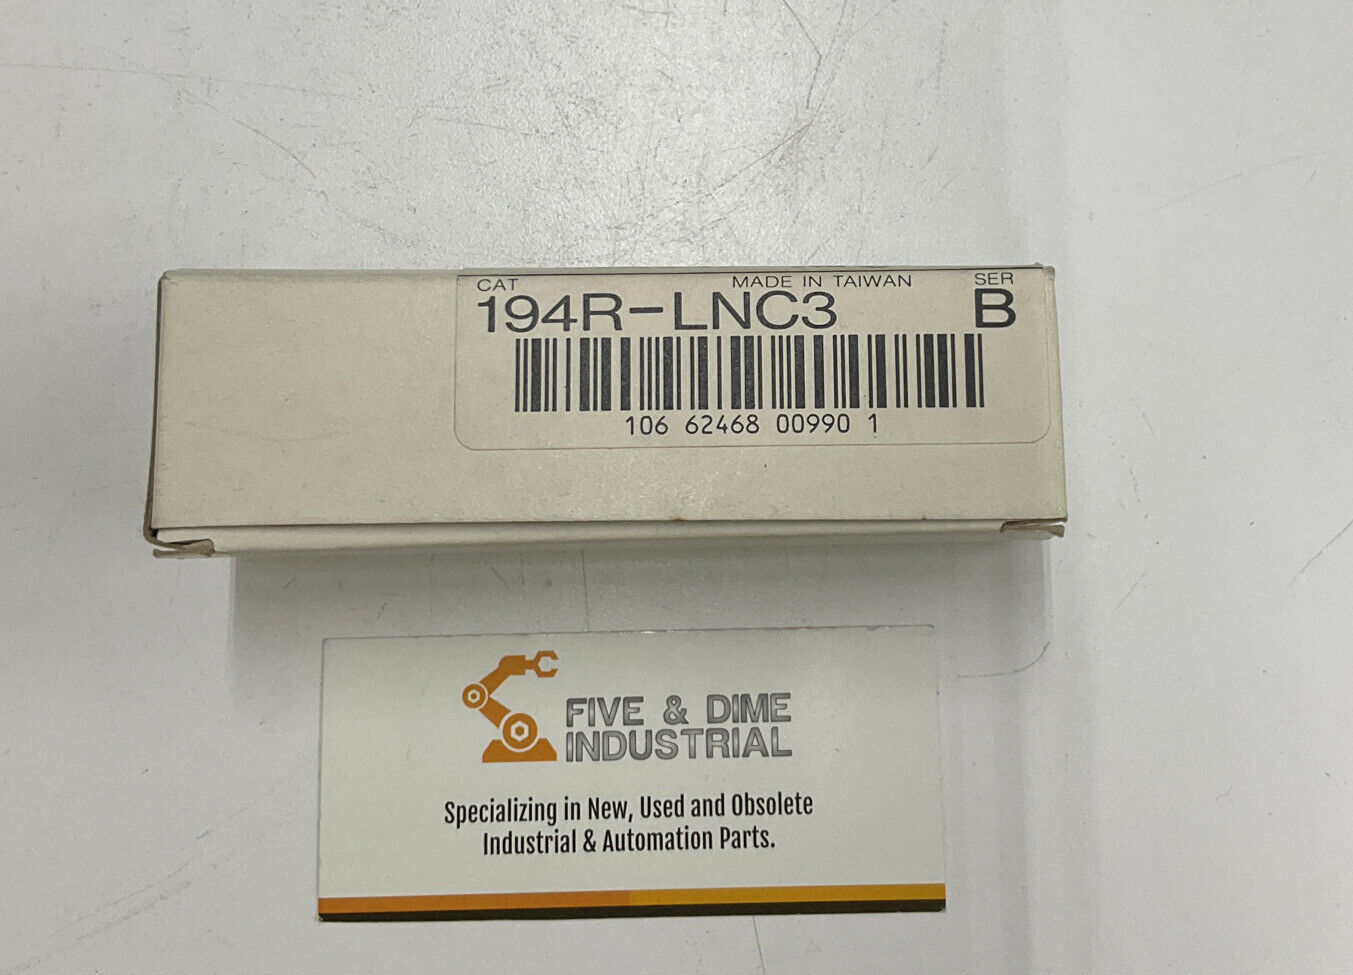 CAT MADE IN TAIWAN SER
194R-LNC3 B
106 62468 00990 1
FIVE & DIME
INDUSTRIAL
Specializing in New, Used and Obsolete
Industrial & Automation Parts.